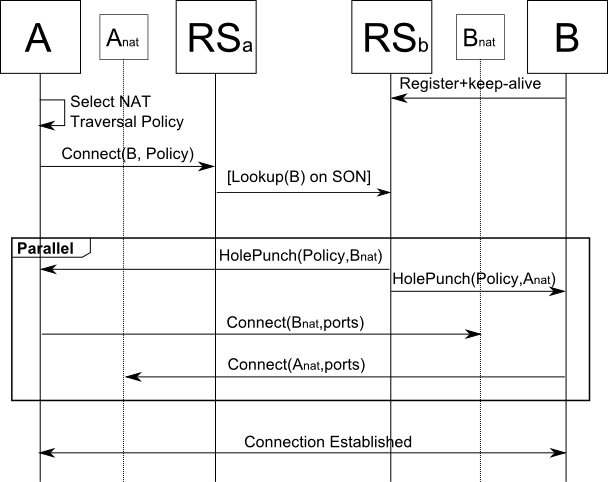 A
Anat
RSa
RSb
Bnat
B
Register+keep-alive
Select NAT
Traversal Policy
Connect(B, Policy)
[Lookup(B) on SON]
Parallel
HolePunch(Policy,Bnat)
HolePunch(Policy,Anat)
Connect(Bnat,ports)
Connect(Anat,ports)
Connection Established